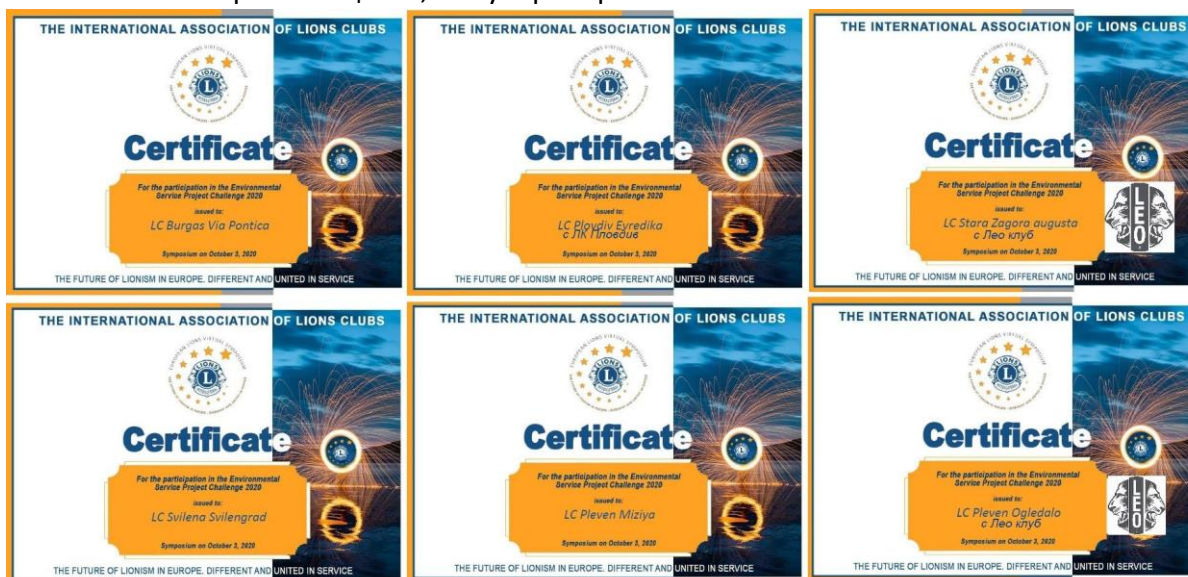 THE INTERNATIONAL ASSOCIATION OF LIONS CLUBS
LIONS
L
Certificate
For the participation in the Environmental
Service Project Challenge 2020
issued to:
LC Burgas Via Pontica
Symposium on October 3, 2020
THE FUTURE OF LIONISM IN EUROPE. DIFFERENT AND UNITED IN SERVICE
THE INTERNATIONAL ASSOCIATION OF LIONS CLUBS
LIONS
L
Certificate
For the participation in the Environmental
Service Project Challenge 2020
issued to:
LC Plovdiv Eyredika
с ЛК Пловдив
Symposium on October 3, 2020
THE FUTURE OF LIONISM IN EUROPE. DIFFERENT AND UNITED IN SERVICE
THE INTERNATIONAL ASSOCIATION OF LIONS CLUBS
LIONS
L
Certificate
For the participation in the Environmental
Service Project Challenge 2020
issued to:
LC Stara Zagora augusta
с Лео клуб
Symposium on October 3, 2020
LEO
THE FUTURE OF LIONISM IN EUROPE. DIFFERENT AND UNITED IN SERVICE
THE INTERNATIONAL ASSOCIATION OF LIONS CLUBS
LIONS
L
Certificate
For the participation in the Environmental
Service Project Challenge 2020
issued to:
LC Svilena Svilengrad
Symposium on October 3, 2020
THE FUTURE OF LIONISM IN EUROPE. DIFFERENT AND UNITED IN SERVICE
THE INTERNATIONAL ASSOCIATION OF LIONS CLUBS
LIONS
L
Certificate
For the participation in the Environmental
Service Project Challenge 2020
issued to:
LC Pleven Miziya
Symposium on October 3, 2020
THE FUTURE OF LIONISM IN EUROPE. DIFFERENT AND UNITED IN SERVICE
THE INTERNATIONAL ASSOCIATION OF LIONS CLUBS
LIONS
L
Certificate
For the participation in the Environmental
Service Project Challenge 2020
issued to:
LC Pleven Ogledalo
с Лео клуб
Symposium on October 3, 2020
LEO
THE FUTURE OF LIONISM IN EUROPE. DIFFERENT AND UNITED IN SERVICE